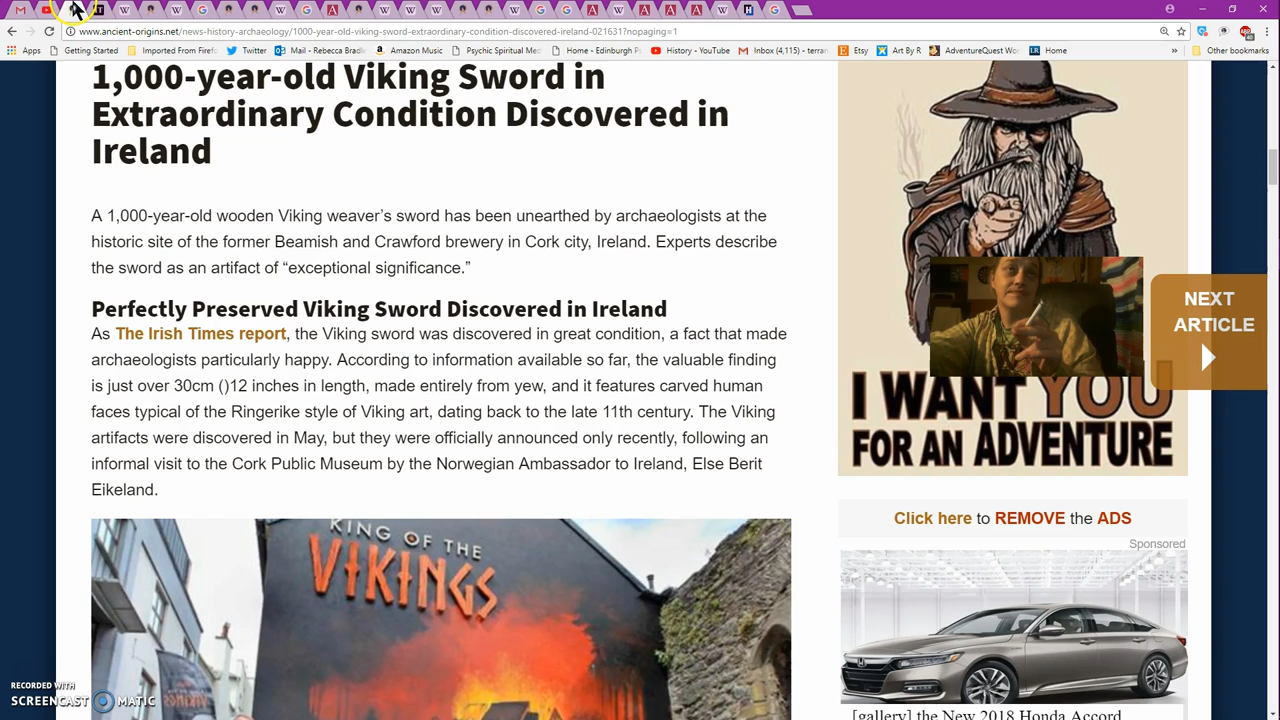 www.ancient-origins.net/news-history-archaeology/1000-year-old-viking-sword-extraordinary-condition-discovered-ireland-021631?nopaging=1
Apps Getting Started Imported From Firef Twitter Mail - Rebecca Bradl Amazon Music Psychic Spiritual Med Home - Edinburgh P History - YouTube Inbox (4,115) - terran Etsy Art By R AdventureQuest Wor Home Other bookmarks
1,000-year-old Viking Sword in
Extraordinary Condition Discovered in
Ireland
A 1,000-year-old wooden Viking weaver’s sword has been unearthed by archaeologists at the
historic site of the former Beamish and Crawford brewery in Cork city, Ireland. Experts describe
the sword as an artifact of “exceptional significance.”
Perfectly Preserved Viking Sword Discovered in Ireland
As The Irish Times report, the Viking sword was discovered in great condition, a fact that made
archaeologists particularly happy. According to information available so far, the valuable finding
is just over 30cm ()12 inches in length, made entirely from yew, and it features carved human
faces typical of the Ringerike style of Viking art, dating back to the late 11th century. The Viking
artifacts were discovered in May, but they were officially announced only recently, following an
informal visit to the Cork Public Museum by the Norwegian Ambassador to Ireland, Else Berit
Eikeland.
KING OF THE
VIKINGS
RECORDED WITH
SCREENCAST MATIC
I WANT YOU
FOR AN ADVENTURE
NEXT
ARTICLE
Click here to REMOVE the ADS
Sponsored
[gallery] the New 2018 Honda Accord